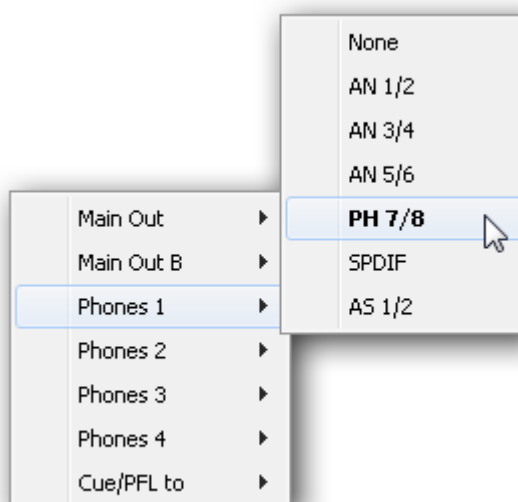 None
AN 1/2
AN 3/4
AN 5/6
PH 7/8
SPDIF
AS 1/2
Main Out
Main Out B
Phones 1
Phones 2
Phones 3
Phones 4
Cue/PFL to